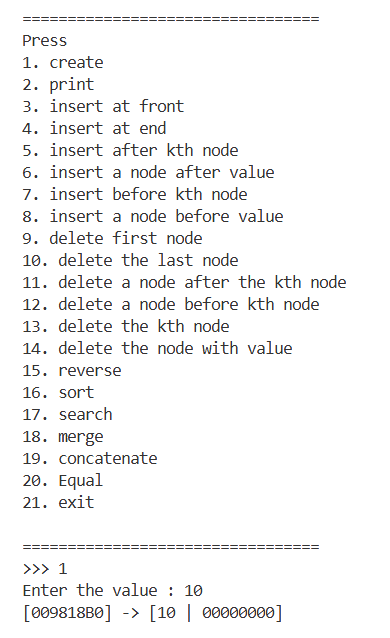 =================================
Press
1. create
2. print
3. insert at front
4. insert at end
5. insert after kth node
6. insert a node after value
7. insert before kth node
8. insert a node before value
9. delete first node
10. delete the last node
11. delete a node after the kth node
12. delete a node before kth node
13. delete the kth node
14. delete the node with value
15. reverse
16. sort
17. search
18. merge
19. concatenate
20. Equal
21. exit
=================================
>>> 1
Enter the value : 10
[009818B0] -> [10 | 00000000]